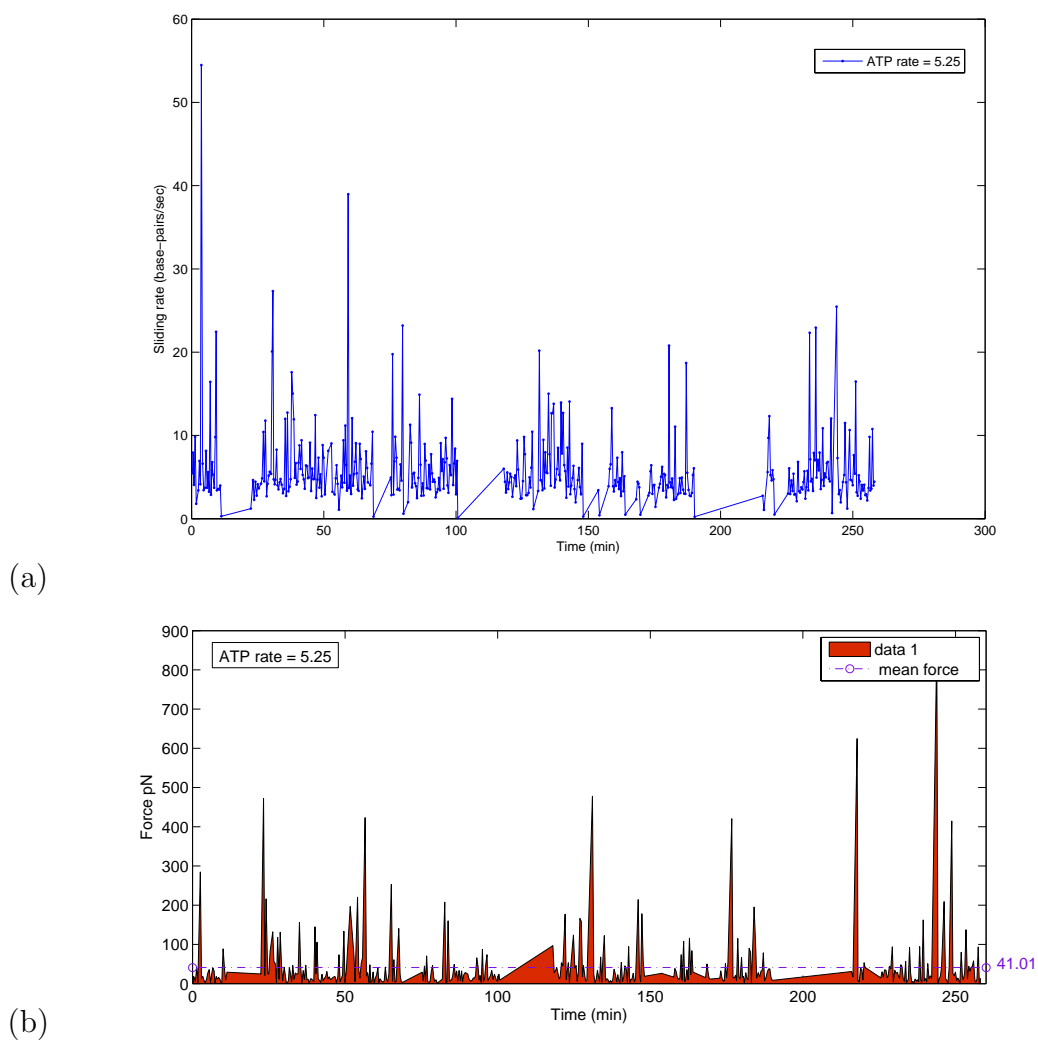 60
50
40
30
20
10
0
Sliding rate (base−pairs/sec)
ATP rate = 5.25
0 50 100 150 200 250 300
Time (min)
(a)
900
800
700
600
500
400
300
200
100
0
Force pN
ATP rate = 5.25
data 1
mean force
41.01
0 50 100 150 200 250
Time (min)
(b)